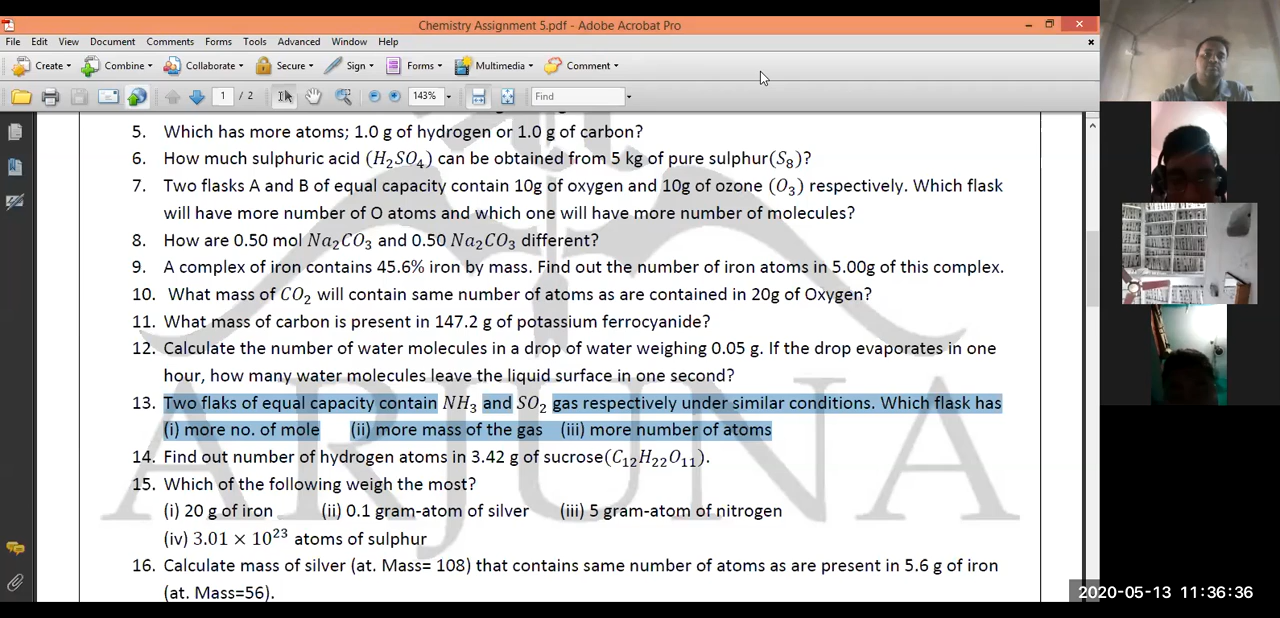 Chemistry Assignment 5.pdf - Adobe Acrobat Pro
File Edit View Document Comments Forms Tools Advanced Window Help
Create Combine Collaborate Secure Sign Forms Multimedia Comment
1 / 2 143% Find
5. Which has more atoms; 1.0 g of hydrogen or 1.0 g of carbon?
6. How much sulphuric acid (H₂SO₄) can be obtained from 5 kg of pure sulphur(S₈)?
7. Two flasks A and B of equal capacity contain 10g of oxygen and 10g of ozone (O₃) respectively. Which flask
will have more number of O atoms and which one will have more number of molecules?
8. How are 0.50 mol Na₂CO₃ and 0.50 Na₂CO₃ different?
9. A complex of iron contains 45.6% iron by mass. Find out the number of iron atoms in 5.00g of this complex.
10. What mass of CO₂ will contain same number of atoms as are contained in 20g of Oxygen?
11. What mass of carbon is present in 147.2 g of potassium ferrocyanide?
12. Calculate the number of water molecules in a drop of water weighing 0.05 g. If the drop evaporates in one
hour, how many water molecules leave the liquid surface in one second?
13. Two flaks of equal capacity contain NH₃ and SO₂ gas respectively under similar conditions. Which flask has
(i) more no. of mole (ii) more mass of the gas (iii) more number of atoms
14. Find out number of hydrogen atoms in 3.42 g of sucrose(C₁₂H₂₂O₁₁).
15. Which of the following weigh the most?
(i) 20 g of iron (ii) 0.1 gram-atom of silver (iii) 5 gram-atom of nitrogen
(iv) 3.01 × 10²³ atoms of sulphur
16. Calculate mass of silver (at. Mass= 108) that contains same number of atoms as are present in 5.6 g of iron
(at. Mass=56).
ARJUNA
2020-05-13 11:36:36